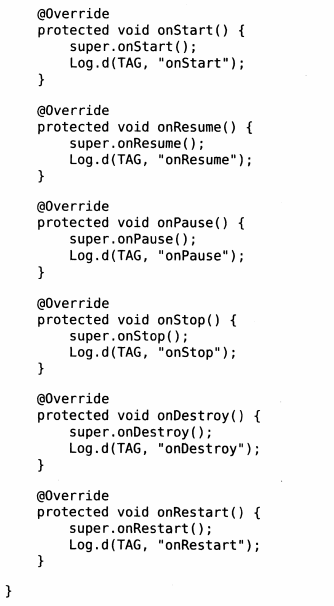 @Override
protected void onStart() {
super.onStart();
Log.d(TAG, "onStart");
}
@Override
protected void onResume() {
super.onResume();
Log.d(TAG, "onResume");
}
@Override
protected void onPause() {
super.onPause();
Log.d(TAG, "onPause");
}
@Override
protected void onStop() {
super.onStop();
Log.d(TAG, "onStop");
}
@Override
protected void onDestroy() {
super.onDestroy();
Log.d(TAG, "onDestroy");
}
@Override
protected void onRestart() {
super.onRestart();
Log.d(TAG, "onRestart");
}
}